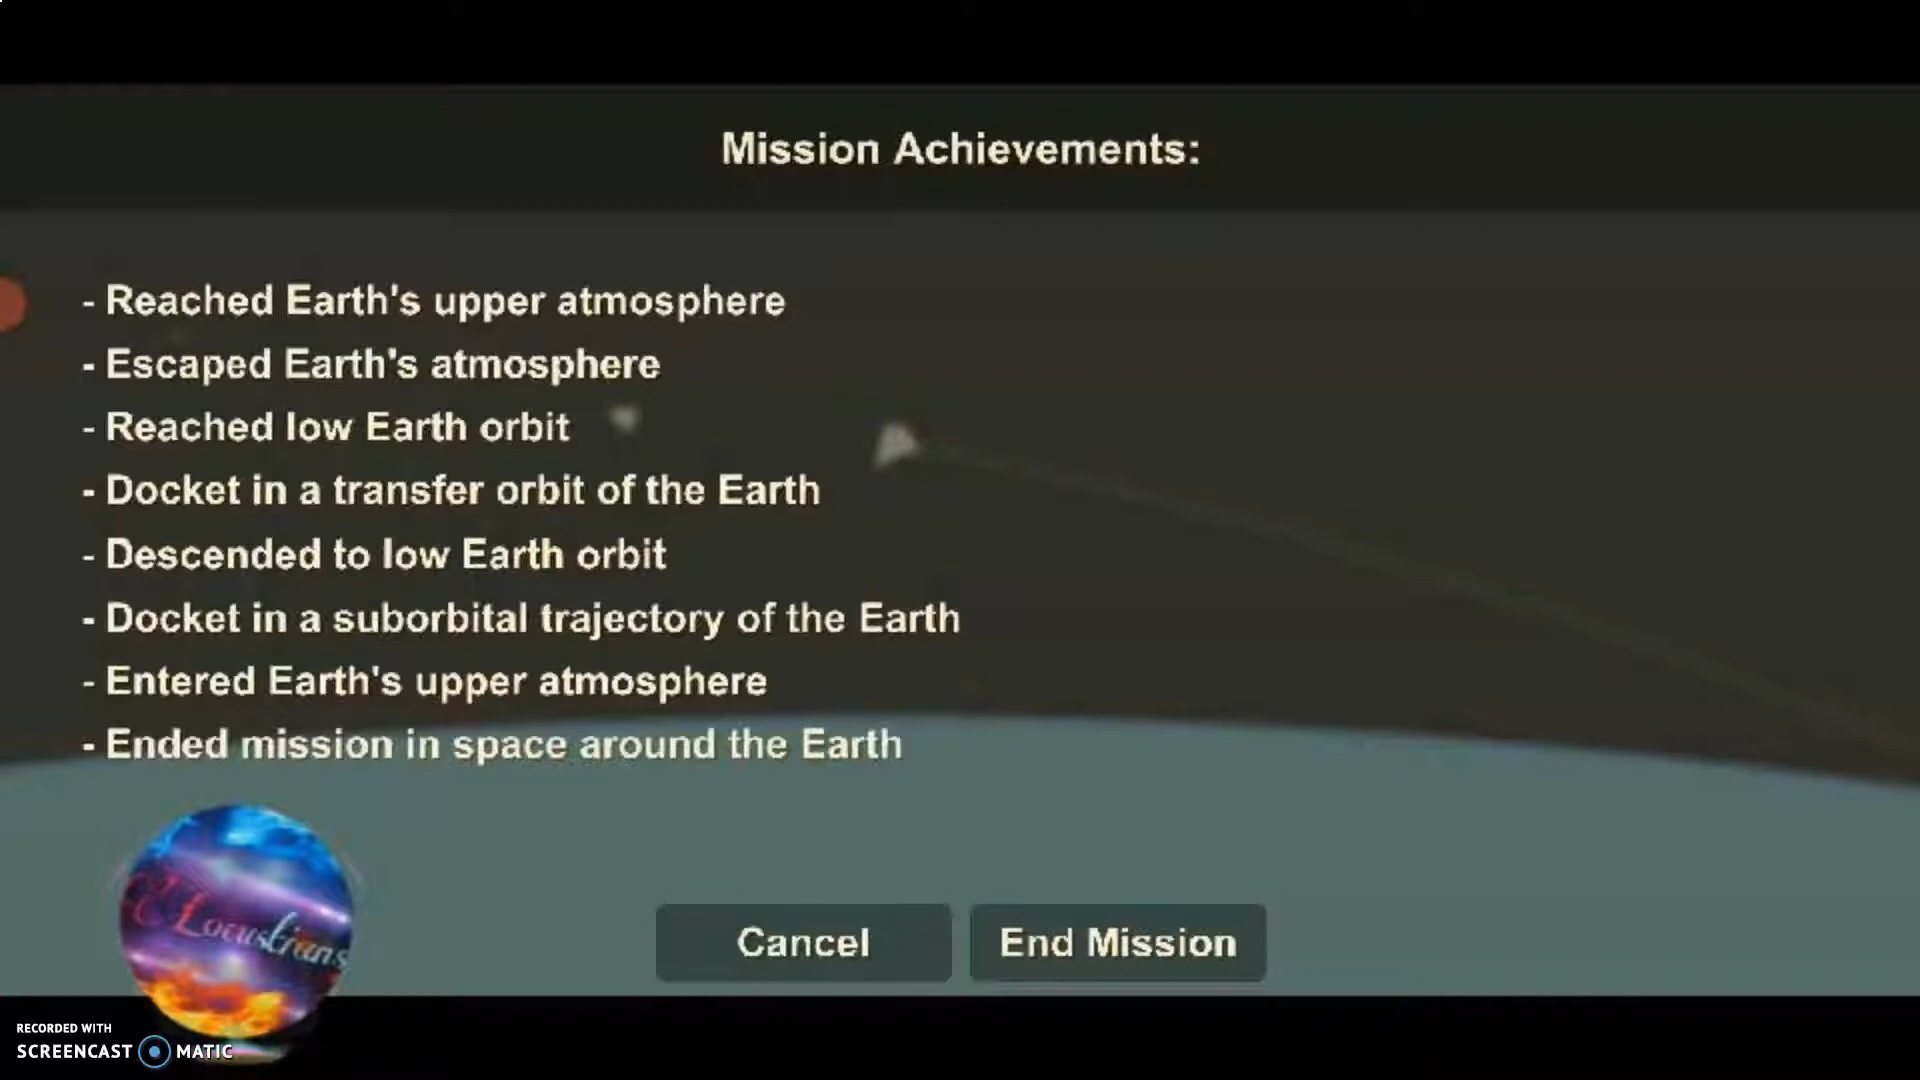 Mission Achievements:
- Reached Earth's upper atmosphere
- Escaped Earth's atmosphere
- Reached low Earth orbit
- Docket in a transfer orbit of the Earth
- Descended to low Earth orbit
- Docket in a suborbital trajectory of the Earth
- Entered Earth's upper atmosphere
- Ended mission in space around the Earth
Locustrans
Cancel
End Mission
RECORDED WITH
SCREENCAST MATIC